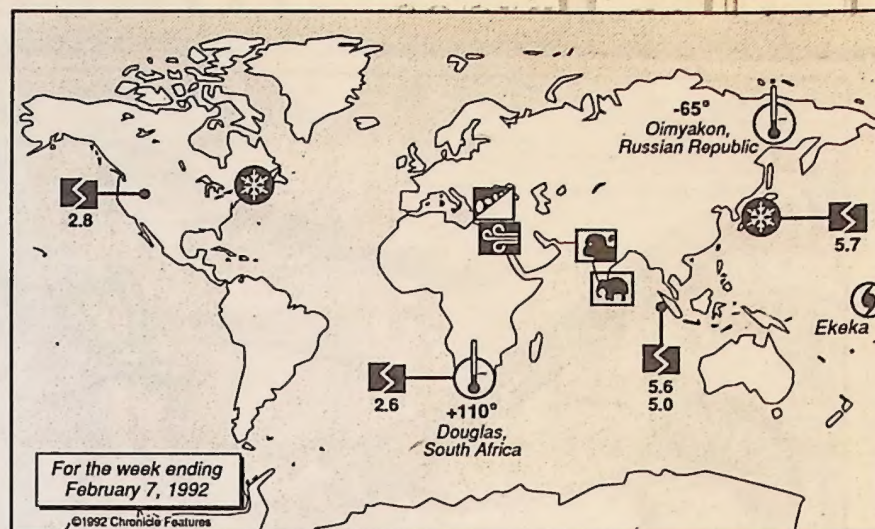 -65°
Oimyakon,
Russian Republic
2.8
5.7
Ekeka
2.6
+110°
Douglas,
South Africa
5.6
5.0
For the week ending
February 7, 1992
©1992 Chronicle Features